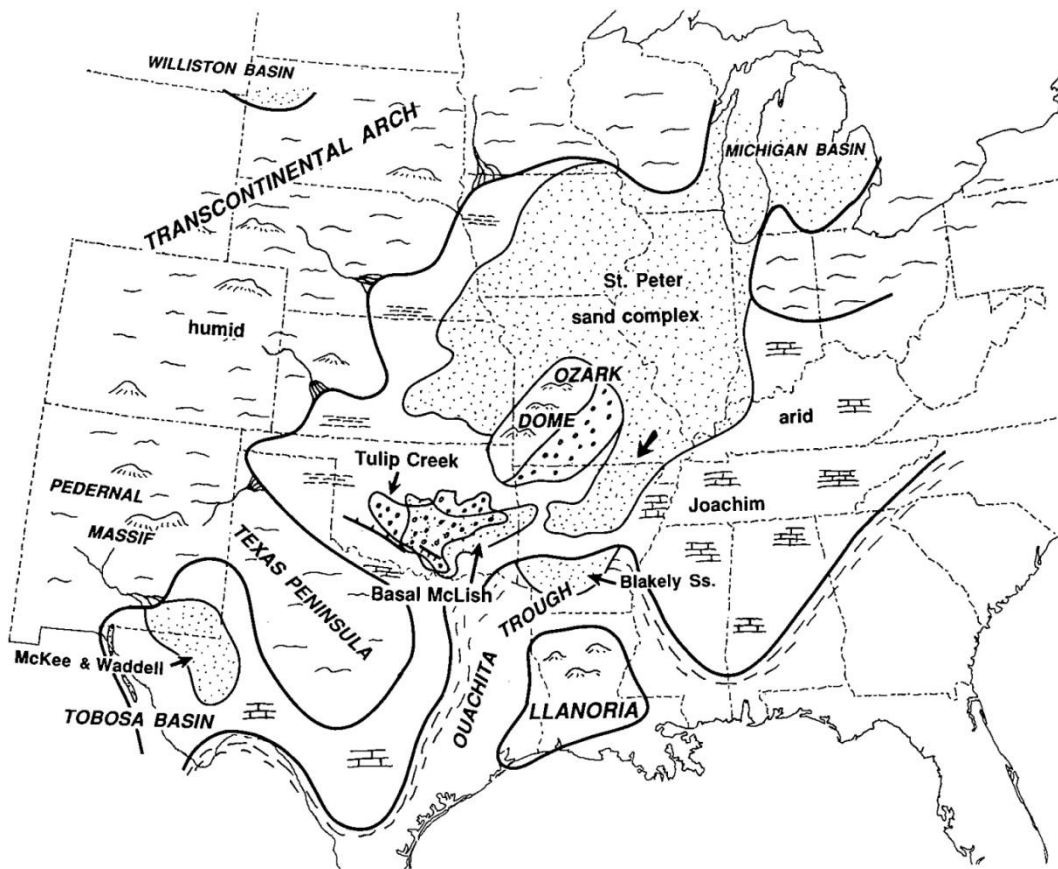 WILLISTON BASIN
TRANSCONTINENTAL ARCH
MICHIGAN BASIN
St. Peter
sand complex
humid
OZARK
DOME
arid
Tulip Creek
Joachim
PEDERNAL
MASSIF
TEXAS PENINSULA
Basal McLish
Blakely Ss.
OUACHITA
TROUGH
McKee & Waddell
LLANORIA
TOBOSA BASIN